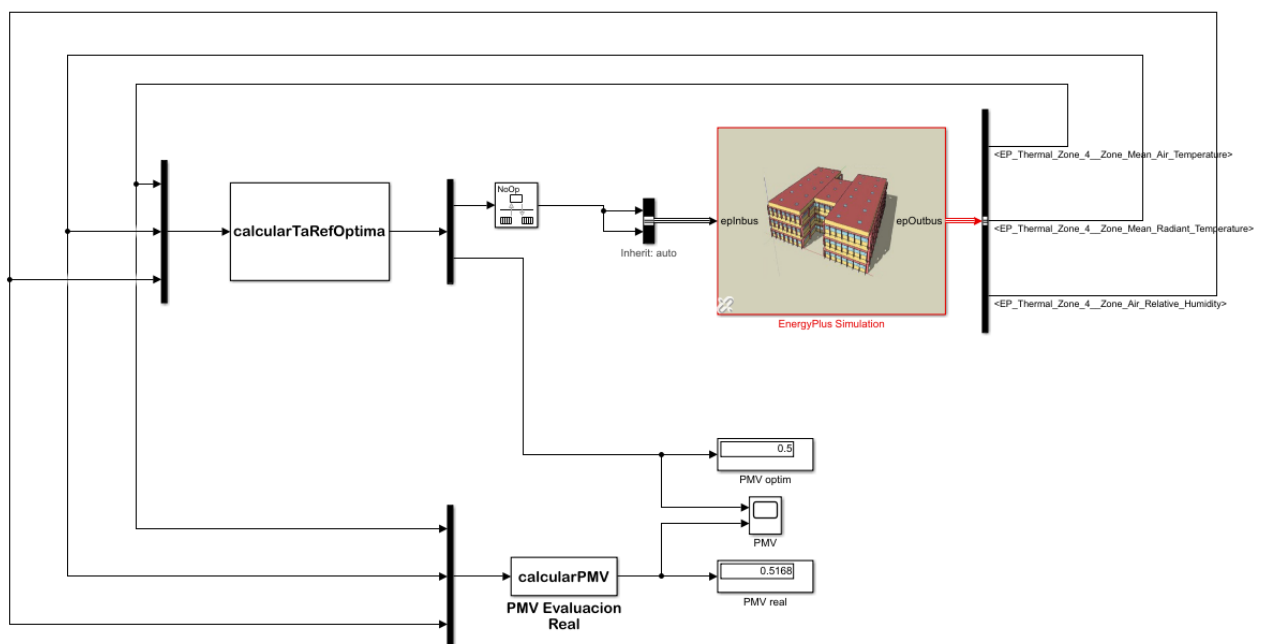 <EP_Thermal_Zone_4__Zone_Mean_Air_Temperature>
NoOp
calcularTaRefOptima
epInbus
epOutbus
<EP_Thermal_Zone_4__Zone_Mean_Radiant_Temperature>
Inherit: auto
<EP_Thermal_Zone_4__Zone_Air_Relative_Humidity>
EnergyPlus Simulation
0.5
PMV optim
PMV
calcularPMV
0.5168
PMV Evaluacion
Real
PMV real